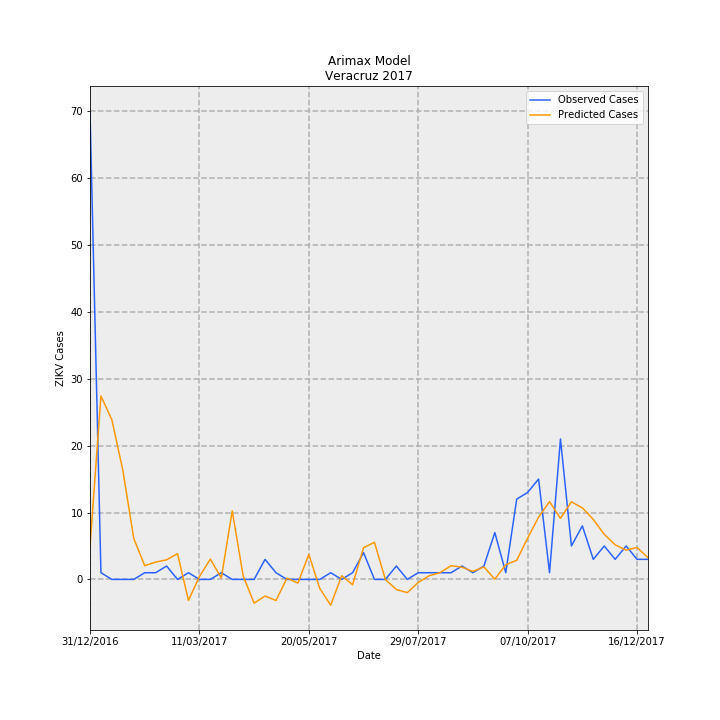 Arimax Model
Veracruz 2017
Observed Cases
Predicted Cases
70
60
50
40
30
20
10
0
ZIKV Cases
31/12/2016
11/03/2017
20/05/2017
29/07/2017
07/10/2017
16/12/2017
Date